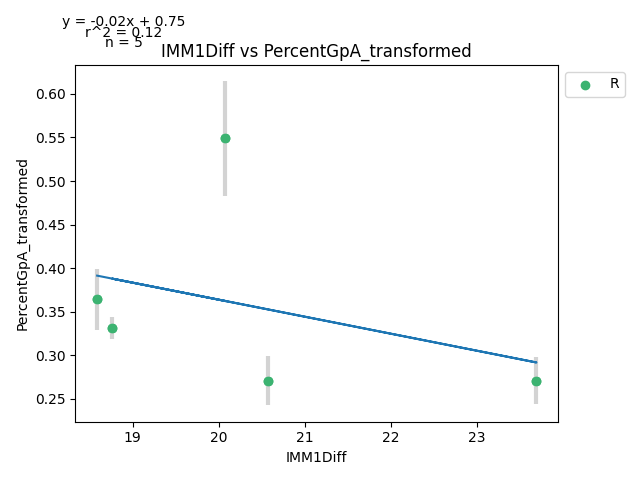 y = -0.02x + 0.75
r^2 = 0.12
n = 5
IMM1Diff vs PercentGpA_transformed
R
PercentGpA_transformed
0.60
0.55
0.50
0.45
0.40
0.35
0.30
0.25
19 20 21 22 23
IMM1Diff